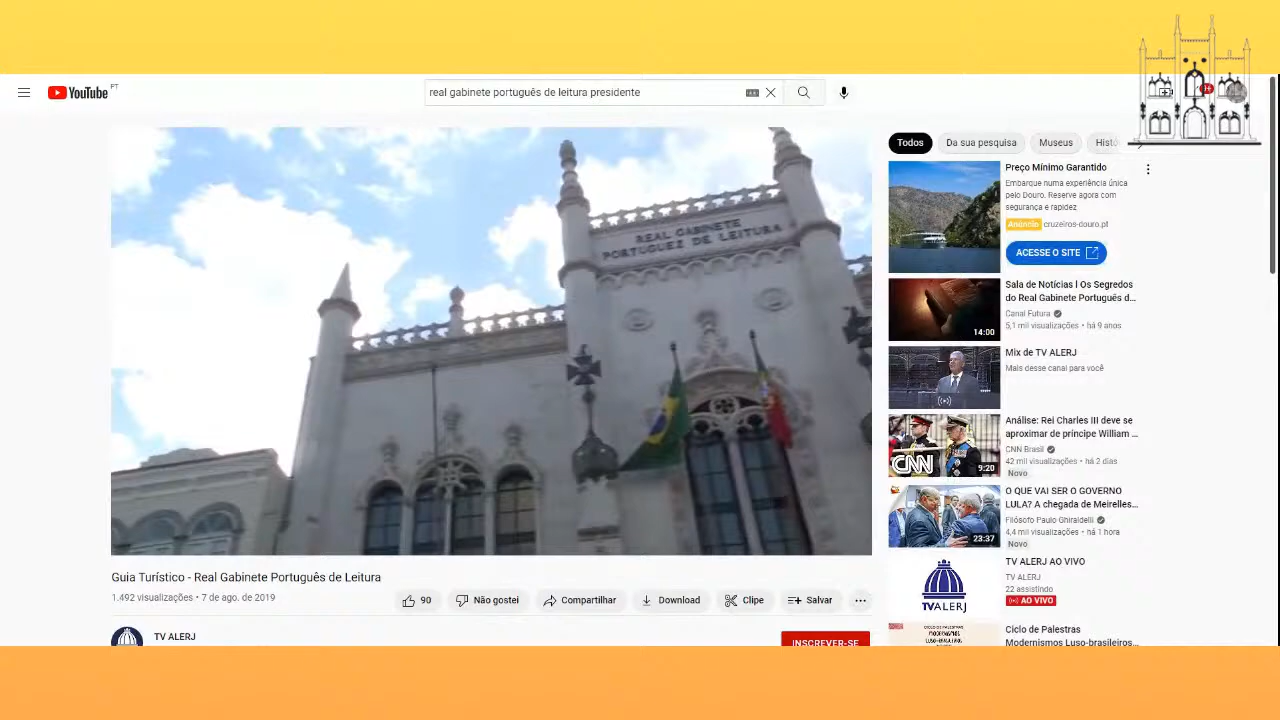 YouTube PT
real gabinete português de leitura presidente
REAL GABINETE
PORTUGUEZ DE LEITURA
Guia Turístico - Real Gabinete Português de Leitura
1.492 visualizações • 7 de ago. de 2019
90
Não gostei
Compartilhar
Download
Clipe
Salvar
TV ALERJ
INSCREVER-SE
Todos
Da sua pesquisa
Museus
Histó
Preço Mínimo Garantido
Embarque numa experiência única
pelo Douro. Reserve agora com
segurança e rapidez
Anúncio cruzeiros-douro.pt
ACESSE O SITE
Sala de Notícias l Os Segredos
do Real Gabinete Português d...
Canal Futura
5,1 mil visualizações • há 9 anos
14:00
Mix de TV ALERJ
Mais desse canal para você
Análise: Rei Charles III deve se
aproximar de príncipe William ...
CNN Brasil
42 mil visualizações • há 2 dias
Novo
CNN
9:20
O QUE VAI SER O GOVERNO
LULA? A chegada de Meirelles...
Filósofo Paulo Ghiraldelli
4,4 mil visualizações • há 1 hora
Novo
23:37
TV ALERJ AO VIVO
TV ALERJ
22 assistindo
AO VIVO
TVALERJ
Ciclo de Palestras
Modernismos Luso-brasileiros...
CICLO DE PALESTRAS
MODERNISMOS
LUSO-BRASILEIROS